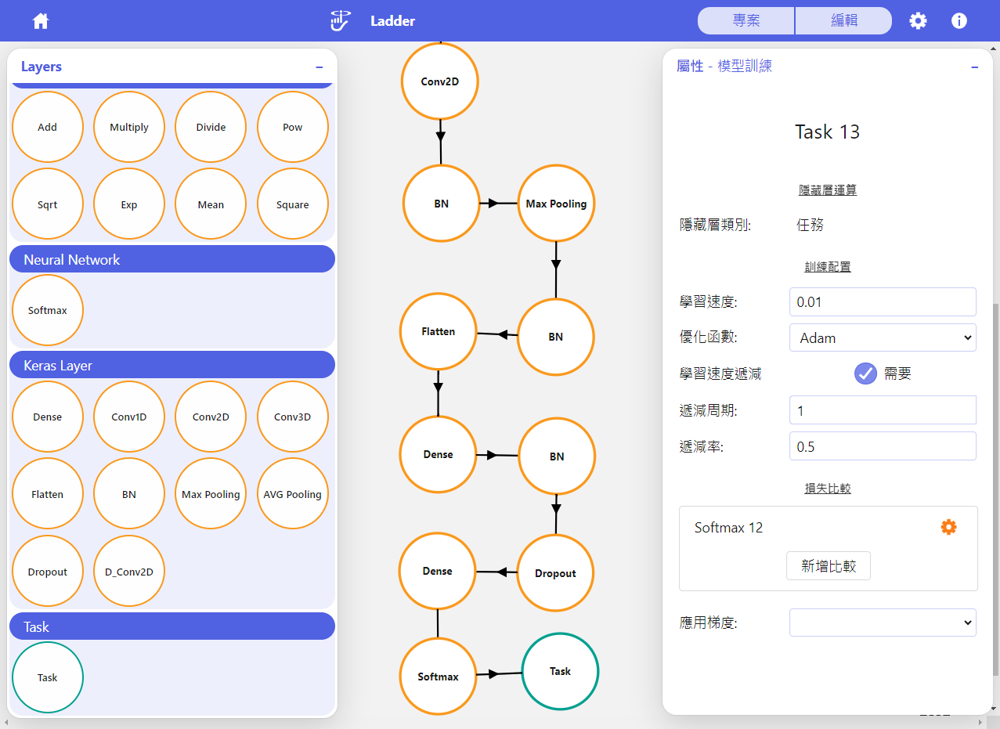 Ladder
專案
編輯
Layers
Add
Multiply
Divide
Pow
Sqrt
Exp
Mean
Square
Neural Network
Softmax
Keras Layer
Dense
Conv1D
Conv2D
Conv3D
Flatten
BN
Max Pooling
AVG Pooling
Dropout
D_Conv2D
Task
Task
Conv2D
BN
Max Pooling
Flatten
BN
Dense
BN
Dense
Dropout
Softmax
Task
屬性 - 模型訓練
Task 13
隱藏層運算
隱藏層類別: 任務
訓練配置
學習速度: 0.01
優化函數: Adam
學習速度遞減 需要
遞減周期: 1
遞減率: 0.5
損失比較
Softmax 12
新增比較
應用梯度: